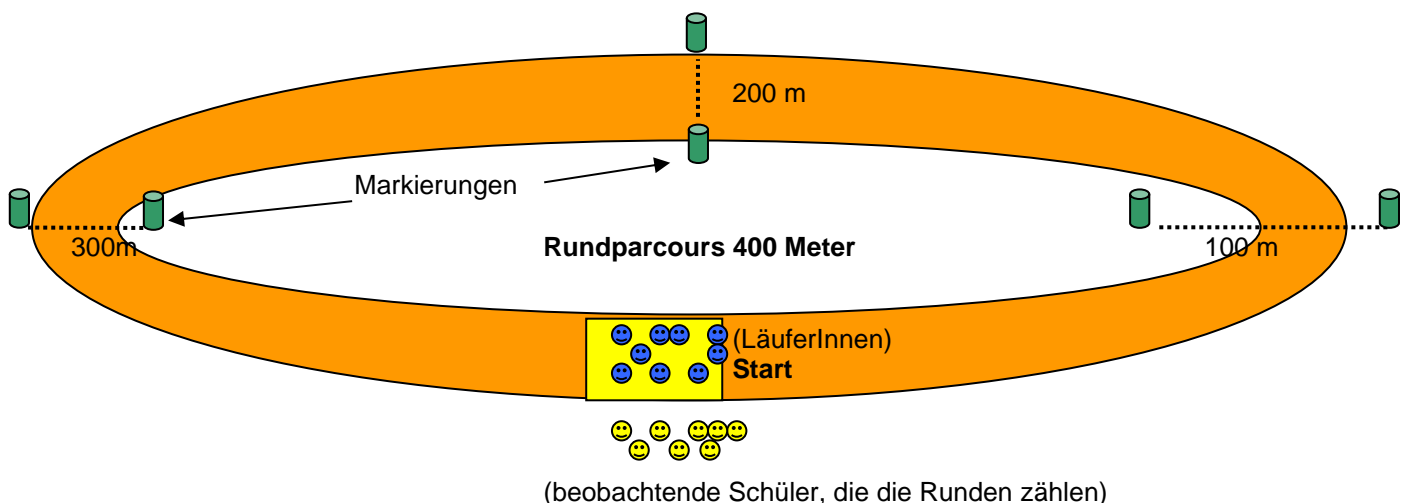 200 m
Markierungen
300m
Rundparcours 400 Meter
100 m
(LäuferInnen)
Start
(beobachtende Schüler, die die Runden zählen)